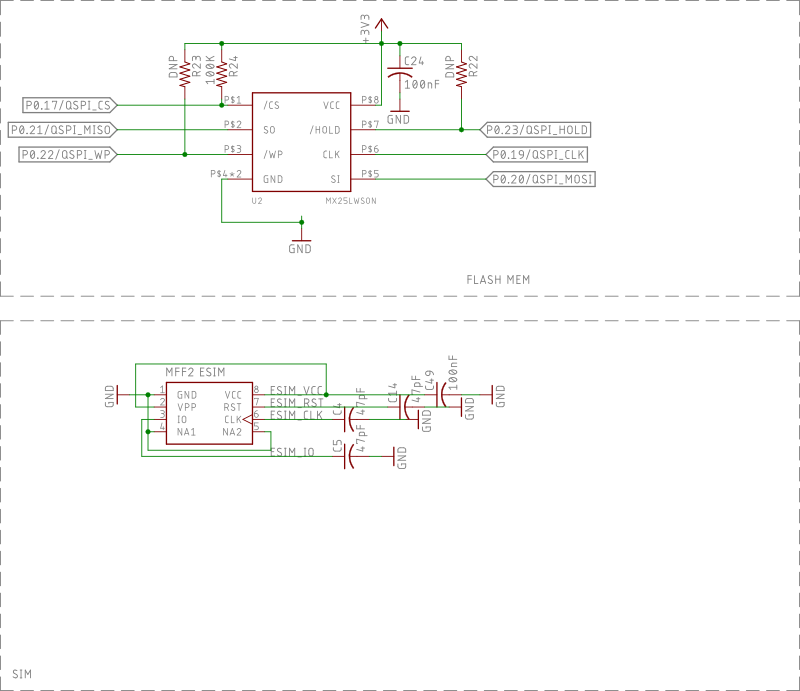 +3V3
DNP
R23
100K
R24
C24
100nF
DNP
R22
GND
P0.17/QSPI_CS
P$1
/CS
VCC
P$8
P0.21/QSPI_MISO
P$2
SO
/HOLD
P$7
P0.23/QSPI_HOLD
P0.22/QSPI_WP
P$3
/WP
CLK
P$6
P0.19/QSPI_CLK
P$4*2
GND
SI
P$5
P0.20/QSPI_MOSI
U2
MX25LWSON
GND
FLASH MEM
MFF2 ESIM
GND
1
GND
VCC
8
ESIM_VCC
C49
100nF
GND
2
VPP
RST
7
ESIM_RST
C14
47pF
GND
3
IO
CLK
6
ESIM_CLK
C4
47pF
GND
4
NA1
NA2
5
ESIM_IO
C5
47pF
GND
SIM